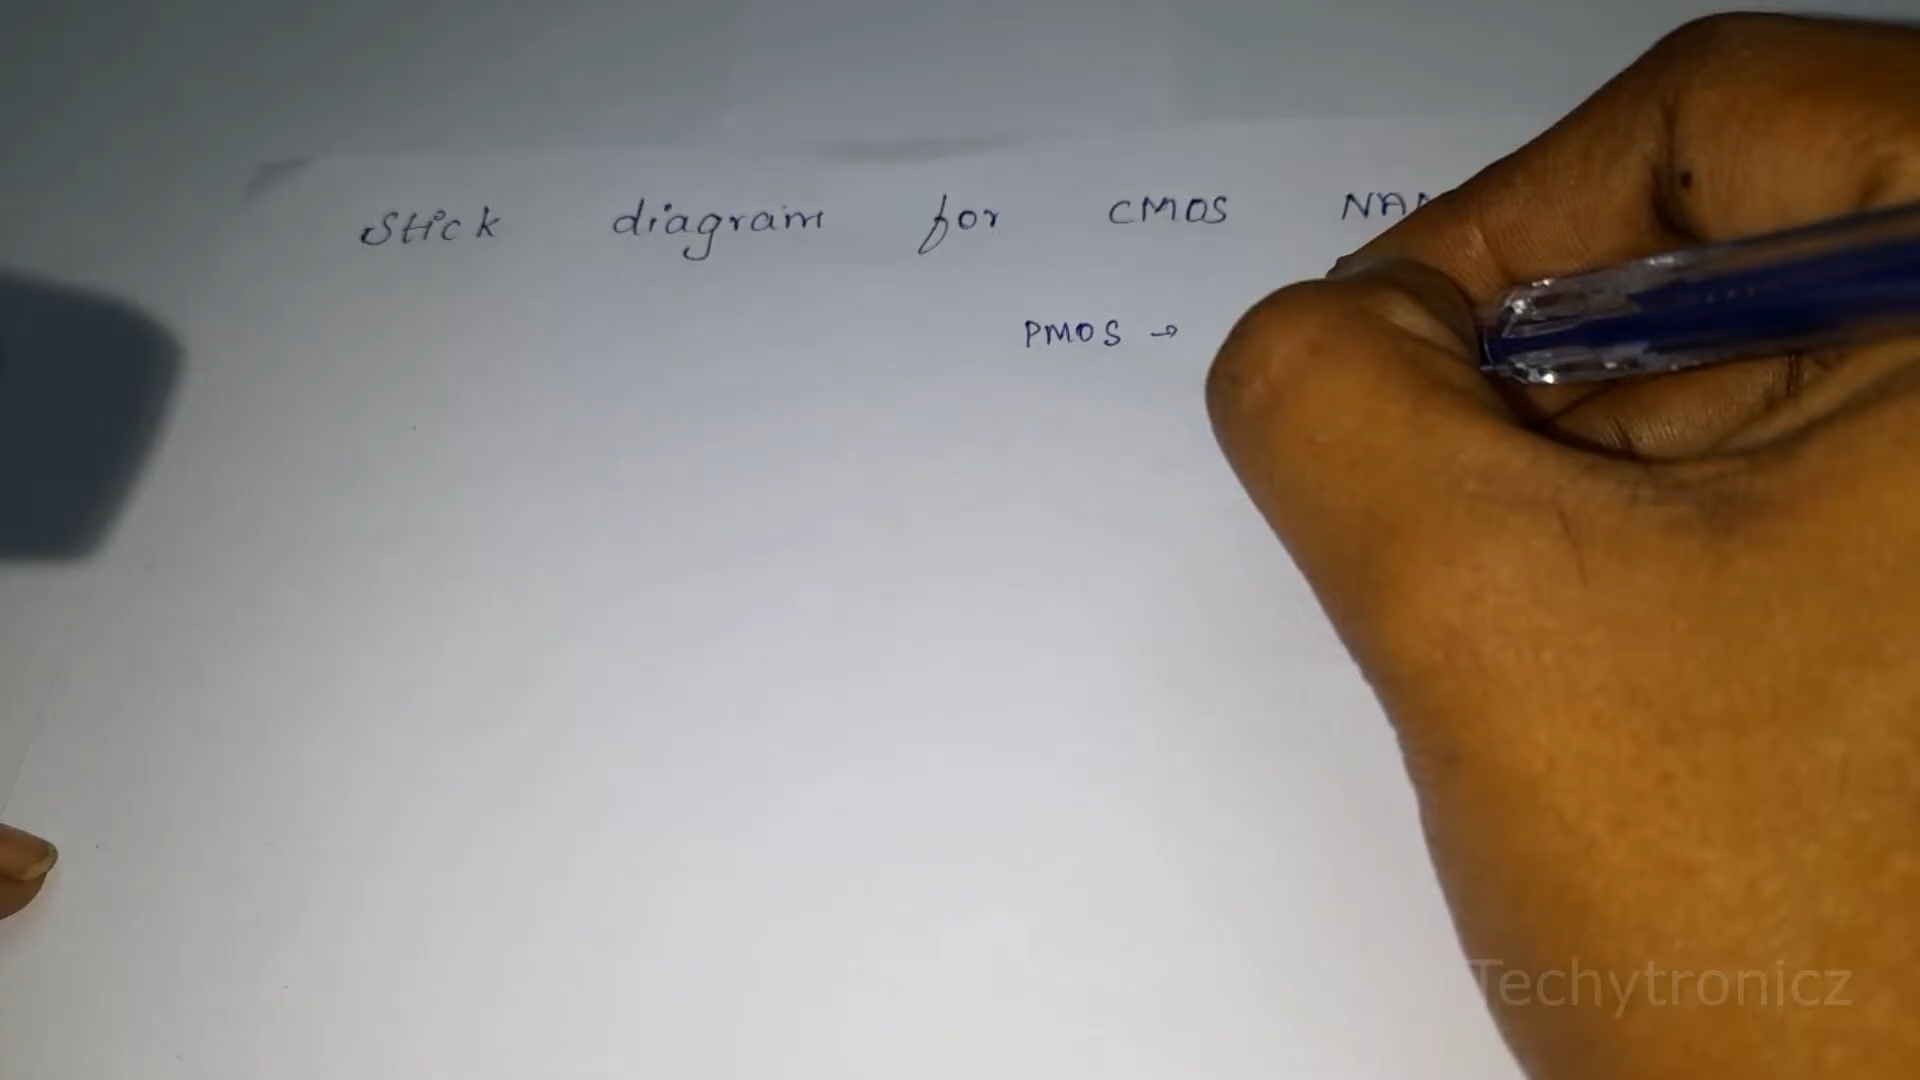 Stick diagram for CMOS
PMOS →
Techytronicz